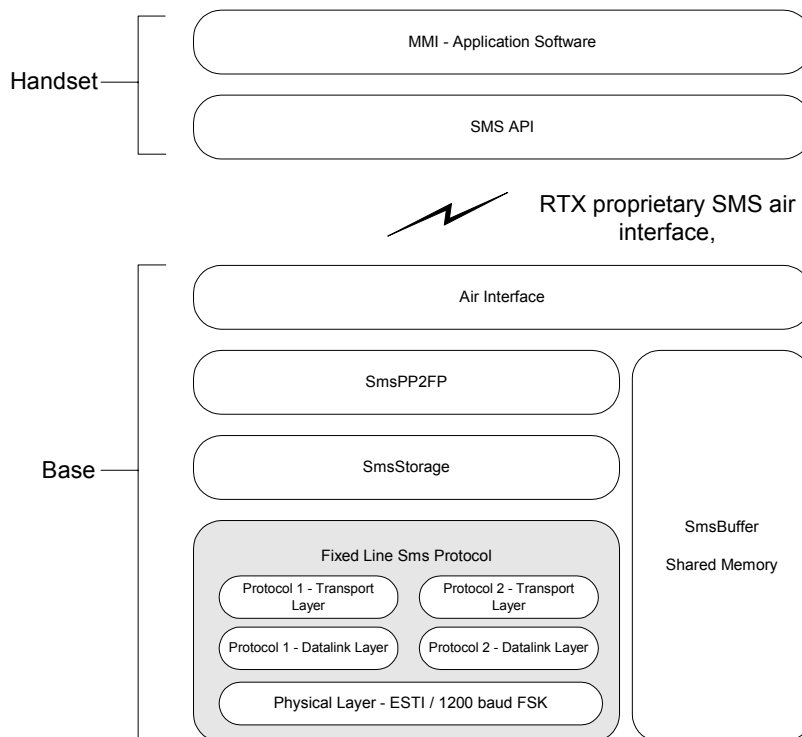 MMI - Application Software
Handset
SMS API
RTX proprietary SMS air
interface,
Air Interface
SmsPP2FP
Base
SmsStorage
SmsBuffer
Shared Memory
Fixed Line Sms Protocol
Protocol 1 - Transport
Layer
Protocol 2 - Transport
Layer
Protocol 1 - Datalink Layer
Protocol 2 - Datalink Layer
Physical Layer - ESTI / 1200 baud FSK